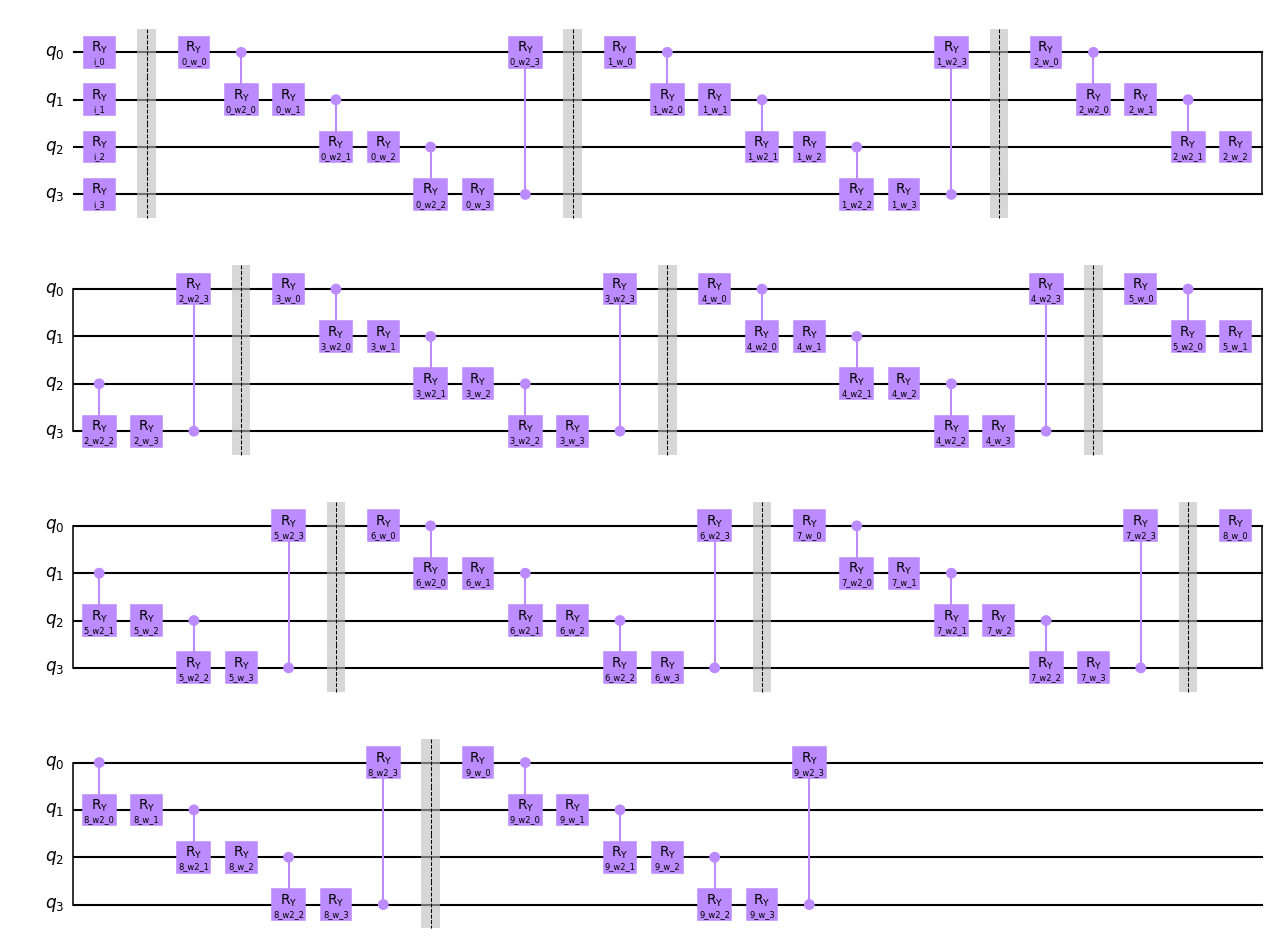 q0 RY RY RY RY RY RY
i_0 0_w_0 0_w2_3 1_w_0 1_w2_3 2_w_0
q1 RY RY RY RY RY RY RY
i_1 0_w2_0 0_w_1 1_w2_0 1_w_1 2_w2_0 2_w_1
q2 RY RY RY RY RY RY RY
i_2 0_w2_1 0_w_2 1_w2_1 1_w_2 2_w2_1 2_w_2
q3 RY RY RY RY RY
i_3 0_w2_2 0_w_3 1_w2_2 1_w_3
q0 RY RY RY RY RY RY
2_w2_3 3_w_0 3_w2_3 4_w_0 4_w2_3 5_w_0
q1 RY RY RY RY RY RY
3_w2_0 3_w_1 4_w2_0 4_w_1 5_w2_0 5_w_1
q2 RY RY RY RY
3_w2_1 3_w_2 4_w2_1 4_w_2
q3 RY RY RY RY RY RY
2_w2_2 2_w_3 3_w2_2 3_w_3 4_w2_2 4_w_3
q0 RY RY RY RY RY RY
5_w2_3 6_w_0 6_w2_3 7_w_0 7_w2_3 8_w_0
q1 RY RY RY RY
6_w2_0 6_w_1 7_w2_0 7_w_1
q2 RY RY RY RY RY RY
5_w2_1 5_w_2 6_w2_1 6_w_2 7_w2_1 7_w_2
q3 RY RY RY RY RY RY
5_w2_2 5_w_3 6_w2_2 6_w_3 7_w2_2 7_w_3
q0 RY RY RY
8_w2_3 9_w_0 9_w2_3
q1 RY RY RY RY
8_w2_0 8_w_1 9_w2_0 9_w_1
q2 RY RY RY RY
8_w2_1 8_w_2 9_w2_1 9_w_2
q3 RY RY RY RY
8_w2_2 8_w_3 9_w2_2 9_w_3